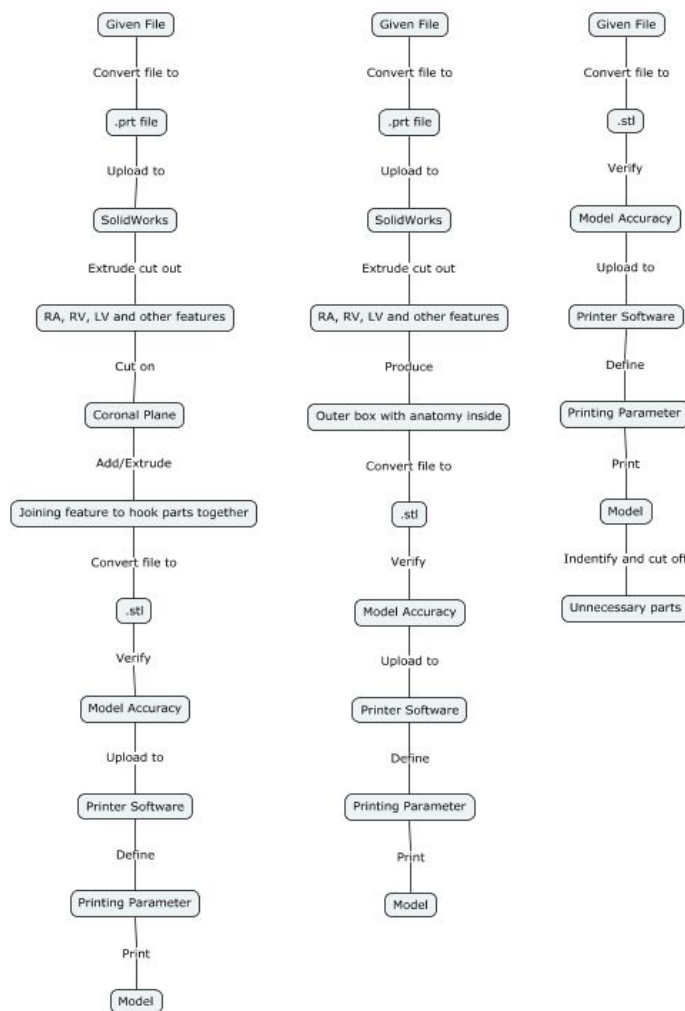 Given File
Convert file to
.prt file
Upload to
SolidWorks
Extrude cut out
RA, RV, LV and other features
Cut on
Coronal Plane
Add/Extrude
Joining feature to hook parts together
Convert file to
.stl
Verify
Model Accuracy
Upload to
Printer Software
Define
Printing Parameter
Print
Model
Given File
Convert file to
.prt file
Upload to
SolidWorks
Extrude cut out
RA, RV, LV and other features
Produce
Outer box with anatomy inside
Convert file to
.stl
Verify
Model Accuracy
Upload to
Printer Software
Define
Printing Parameter
Print
Model
Given File
Convert file to
.stl
Verify
Model Accuracy
Upload to
Printer Software
Define
Printing Parameter
Print
Model
Indentify and cut off
Unnecessary parts